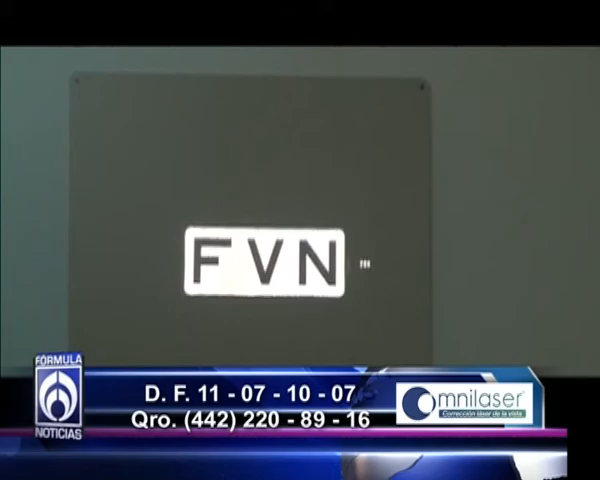 FVN
FÓRMULA
NOTICIAS
D. F. 11 - 07 - 10 - 07
Qro. (442) 220 - 89 - 16
Omnilaser
Corrección láser de la vista